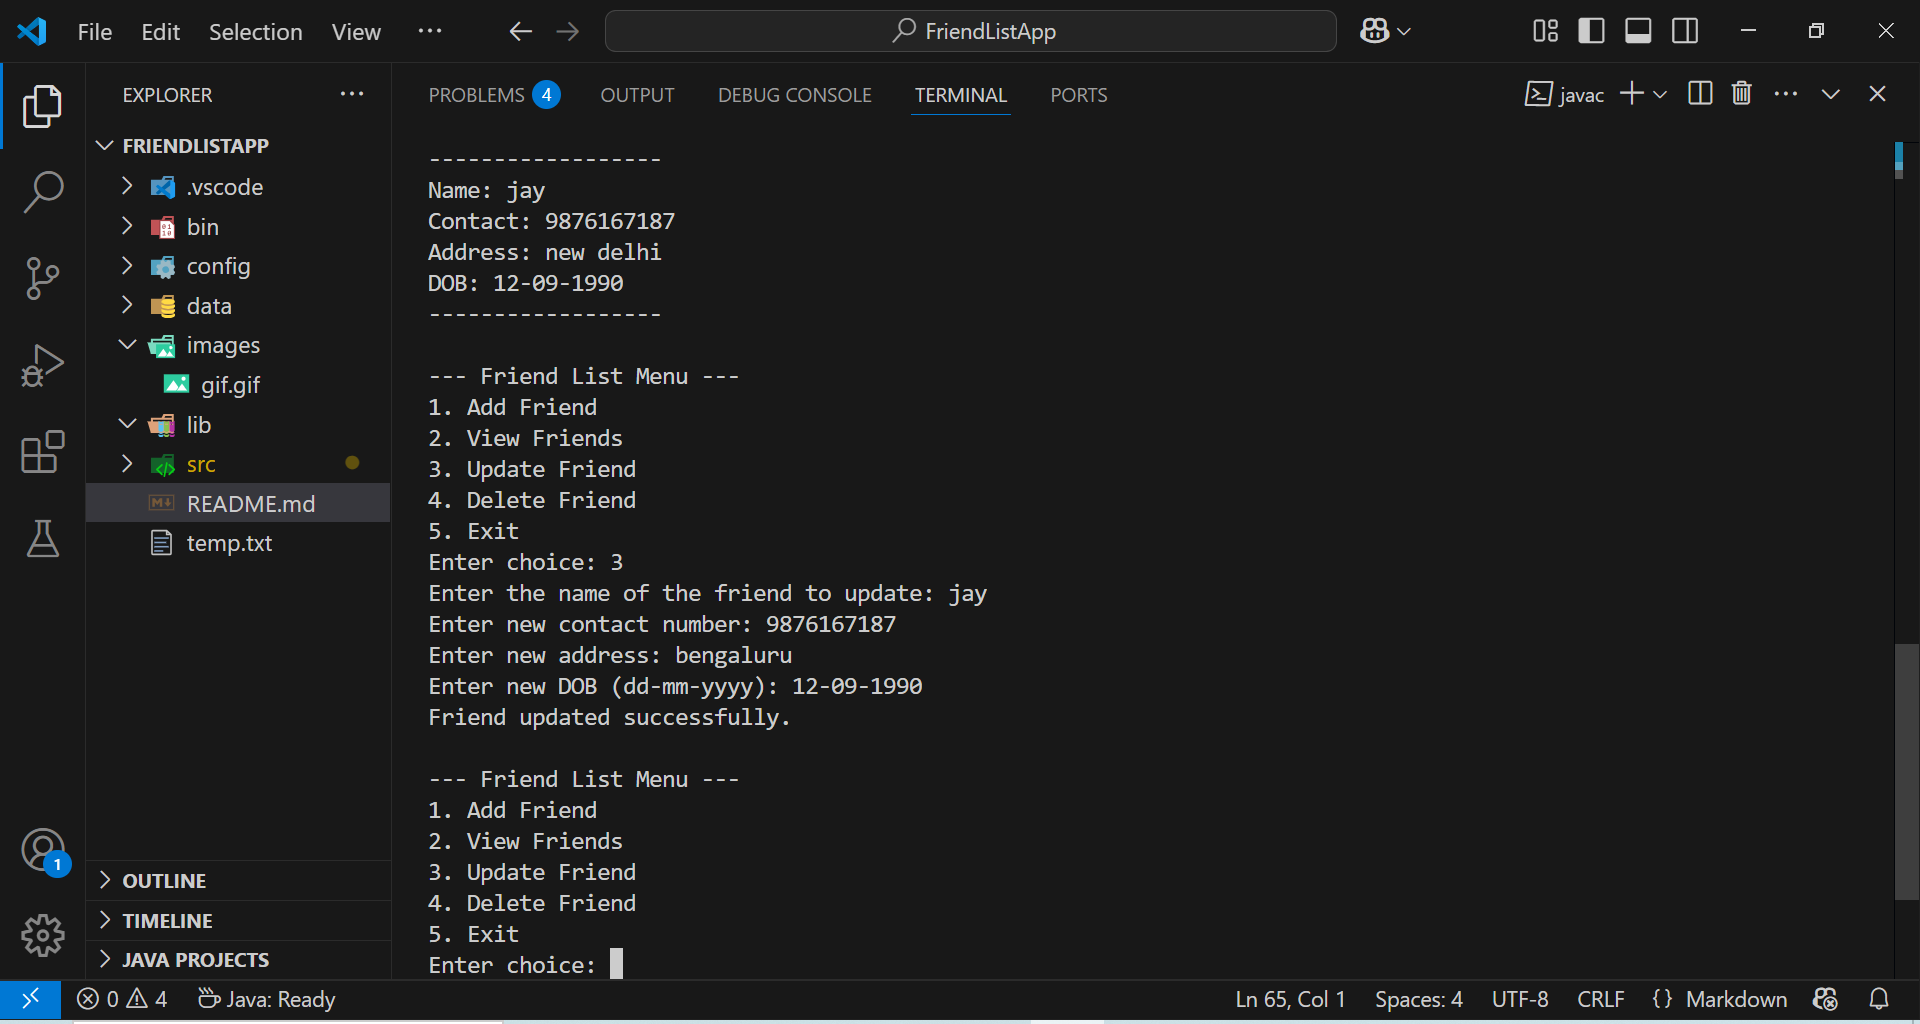 File Edit Selection View ··· FriendListApp
EXPLORER ···
FRIENDLISTAPP
.vscode
bin
config
data
images
gif.gif
lib
src
README.md
temp.txt
OUTLINE
TIMELINE
JAVA PROJECTS
1
PROBLEMS 4 OUTPUT DEBUG CONSOLE TERMINAL PORTS javac ···
------------------
Name: jay
Contact: 9876167187
Address: new delhi
DOB: 12-09-1990
------------------
--- Friend List Menu ---
1. Add Friend
2. View Friends
3. Update Friend
4. Delete Friend
5. Exit
Enter choice: 3
Enter the name of the friend to update: jay
Enter new contact number: 9876167187
Enter new address: bengaluru
Enter new DOB (dd-mm-yyyy): 12-09-1990
Friend updated successfully.
--- Friend List Menu ---
1. Add Friend
2. View Friends
3. Update Friend
4. Delete Friend
5. Exit
Enter choice:
0 4 Java: Ready Ln 65, Col 1 Spaces: 4 UTF-8 CRLF {} Markdown